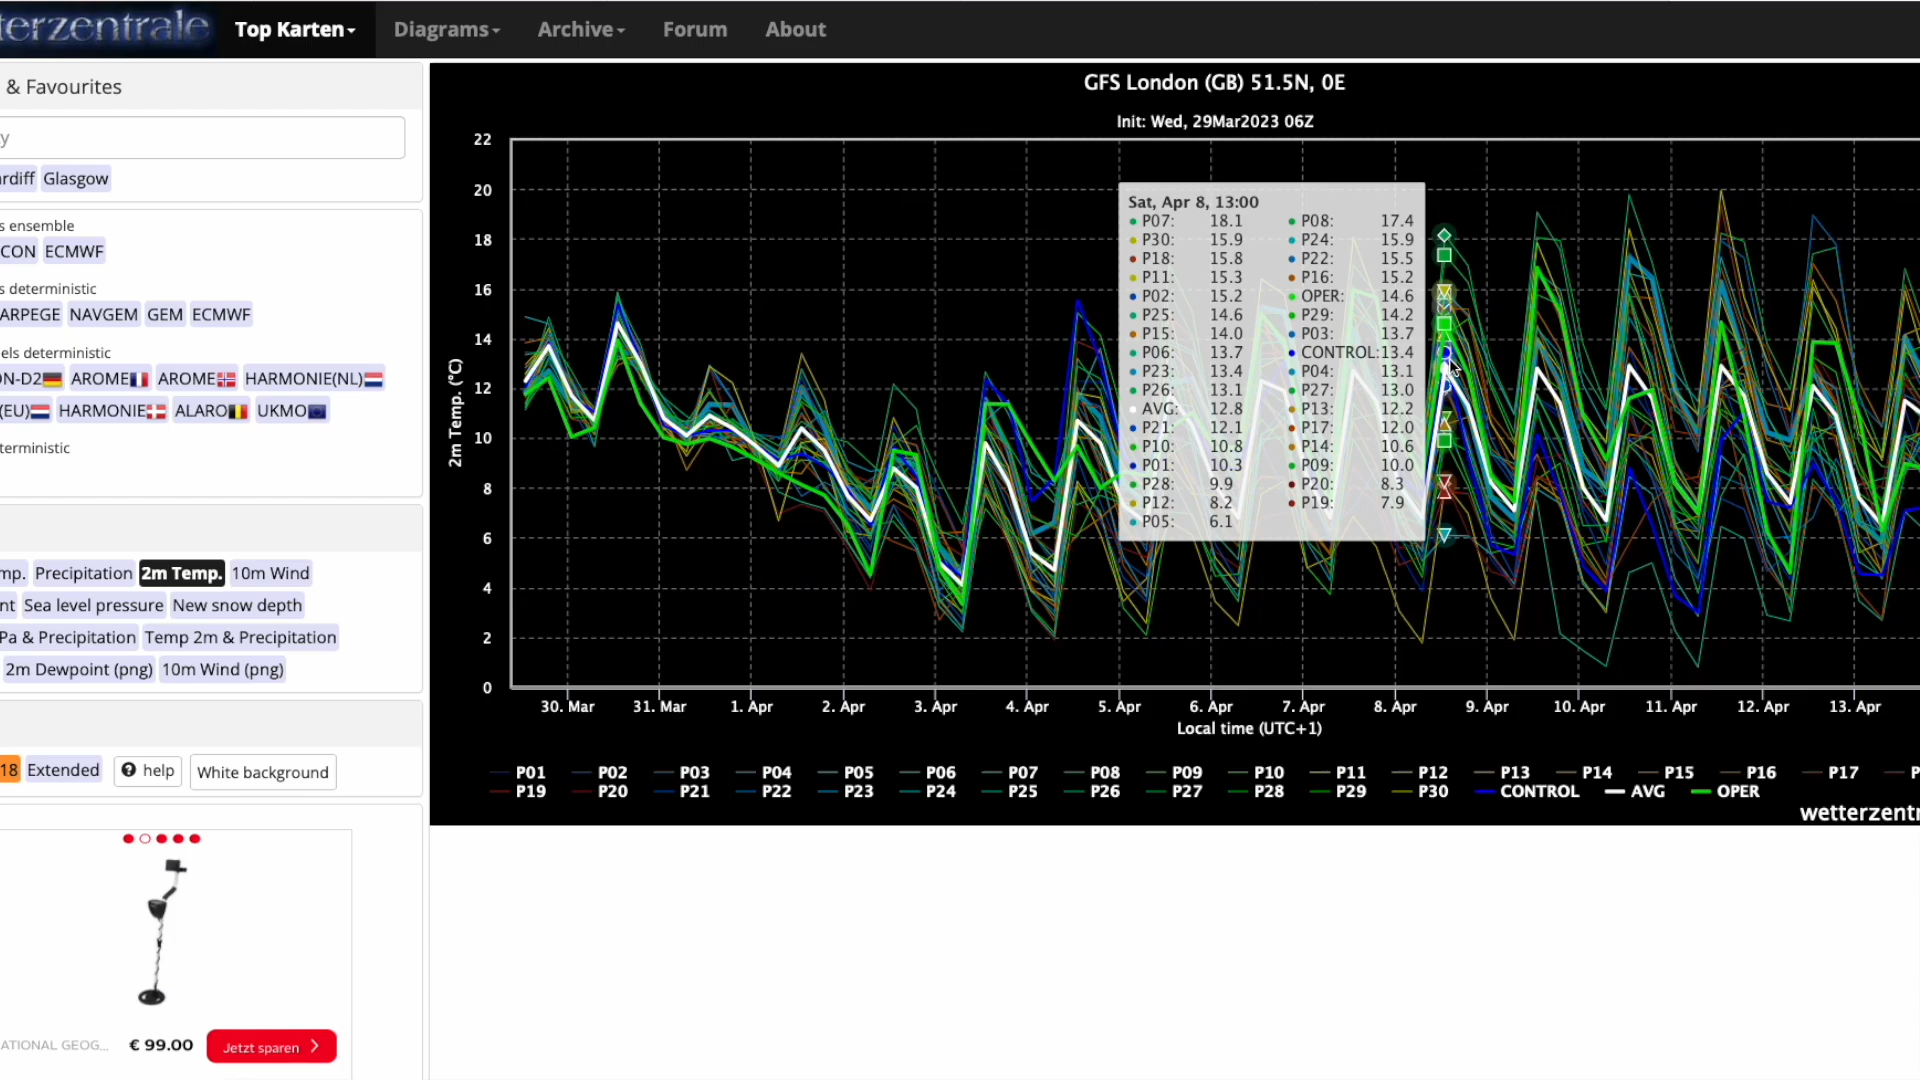 terzentrale Top Karten Diagrams Archive Forum About
& Favourites
y
rdiff Glasgow
s ensemble
CON ECMWF
s deterministic
ARPEGE NAVGEM GEM ECMWF
els deterministic
ON-D2 AROME AROME HARMONIE(NL)
(EU) HARMONIE ALARO UKMO
terministic
mp. Precipitation 2m Temp. 10m Wind
nt Sea level pressure New snow depth
Pa & Precipitation Temp 2m & Precipitation
2m Dewpoint (png) 10m Wind (png)
18 Extended help White background
ATIONAL GEOG... € 99.00 Jetzt sparen
GFS London (GB) 51.5N, 0E
Init: Wed, 29Mar2023 06Z
22
20
18
16
14
12
10
8
6
4
2
0
2m Temp. (°C)
Sat, Apr 8, 13:00
P07: 18.1 P08: 17.4
P30: 15.9 P24: 15.9
P18: 15.8 P22: 15.5
P11: 15.3 P16: 15.2
P02: 15.2 OPER: 14.6
P25: 14.6 P29: 14.2
P15: 14.0 P03: 13.7
P06: 13.7 CONTROL: 13.4
P23: 13.4 P04: 13.1
P26: 13.1 P27: 13.0
AVG: 12.8 P13: 12.2
P21: 12.1 P17: 12.0
P10: 10.8 P14: 10.6
P01: 10.3 P09: 10.0
P28: 9.9 P20: 8.3
P12: 8.2 P19: 7.9
P05: 6.1
30. Mar 31. Mar 1. Apr 2. Apr 3. Apr 4. Apr 5. Apr 6. Apr 7. Apr 8. Apr 9. Apr 10. Apr 11. Apr 12. Apr 13. Apr
Local time (UTC+1)
P01 P02 P03 P04 P05 P06 P07 P08 P09 P10 P11 P12 P13 P14 P15 P16 P17 P
P19 P20 P21 P22 P23 P24 P25 P26 P27 P28 P29 P30 CONTROL AVG OPER
wetterzentr